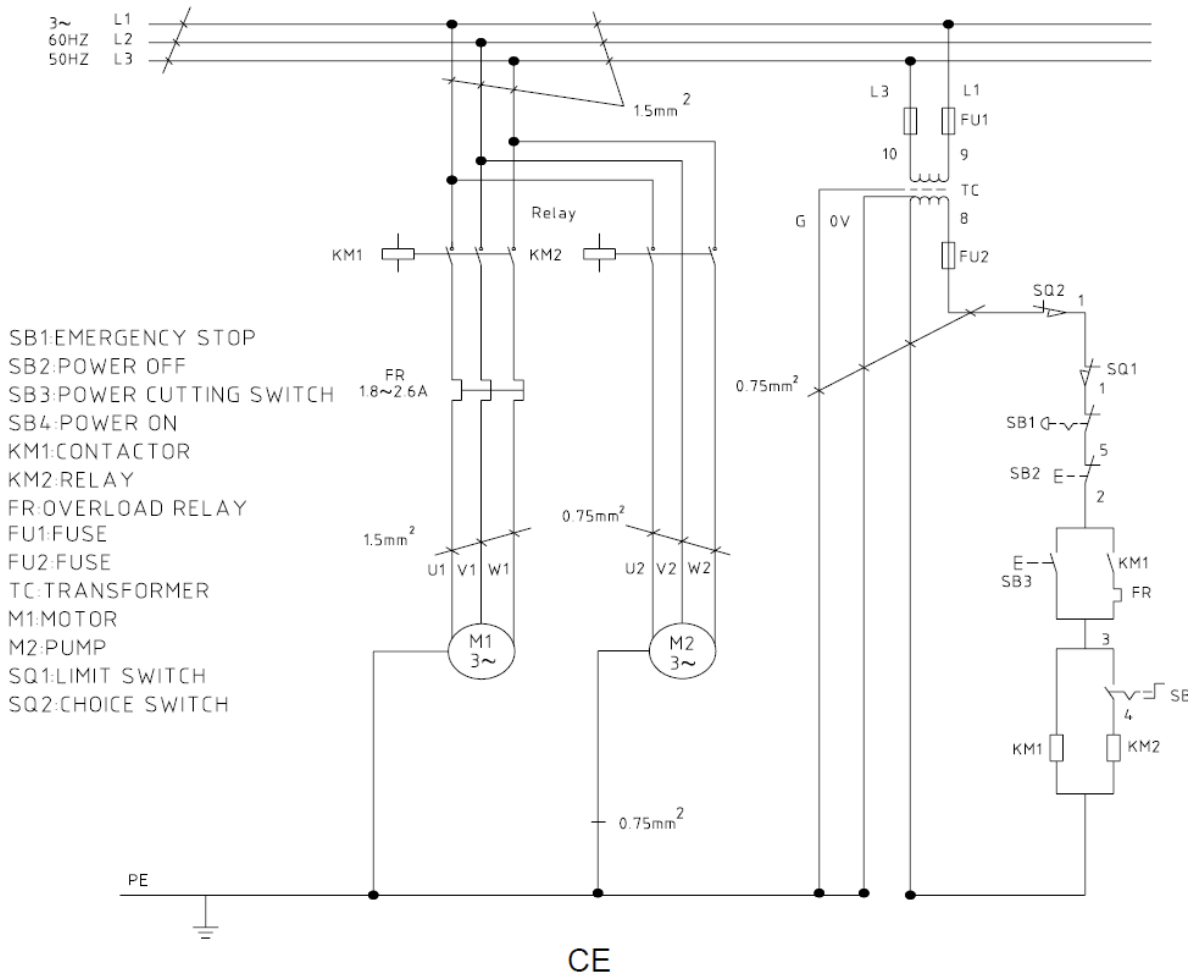 3~ L1
60HZ L2
50HZ L3
1.5mm²
L3 L1
FU1
10 9
TC
G 0V 8
FU2
Relay
KM1
KM2
SQ2 1
SQ1
1
0.75mm²
SB1
5
SB2
2
SB3
KM1
FR
3
SB
4
KM1
KM2
FR
1.8~2.6A
1.5mm²
0.75mm²
U1 V1 W1
U2 V2 W2
M1
3~
M2
3~
0.75mm²
PE
SB1:EMERGENCY STOP
SB2:POWER OFF
SB3:POWER CUTTING SWITCH
SB4:POWER ON
KM1:CONTACTOR
KM2:RELAY
FR:OVERLOAD RELAY
FU1:FUSE
FU2:FUSE
TC:TRANSFORMER
M1:MOTOR
M2:PUMP
SQ1:LIMIT SWITCH
SQ2:CHOICE SWITCH
CE